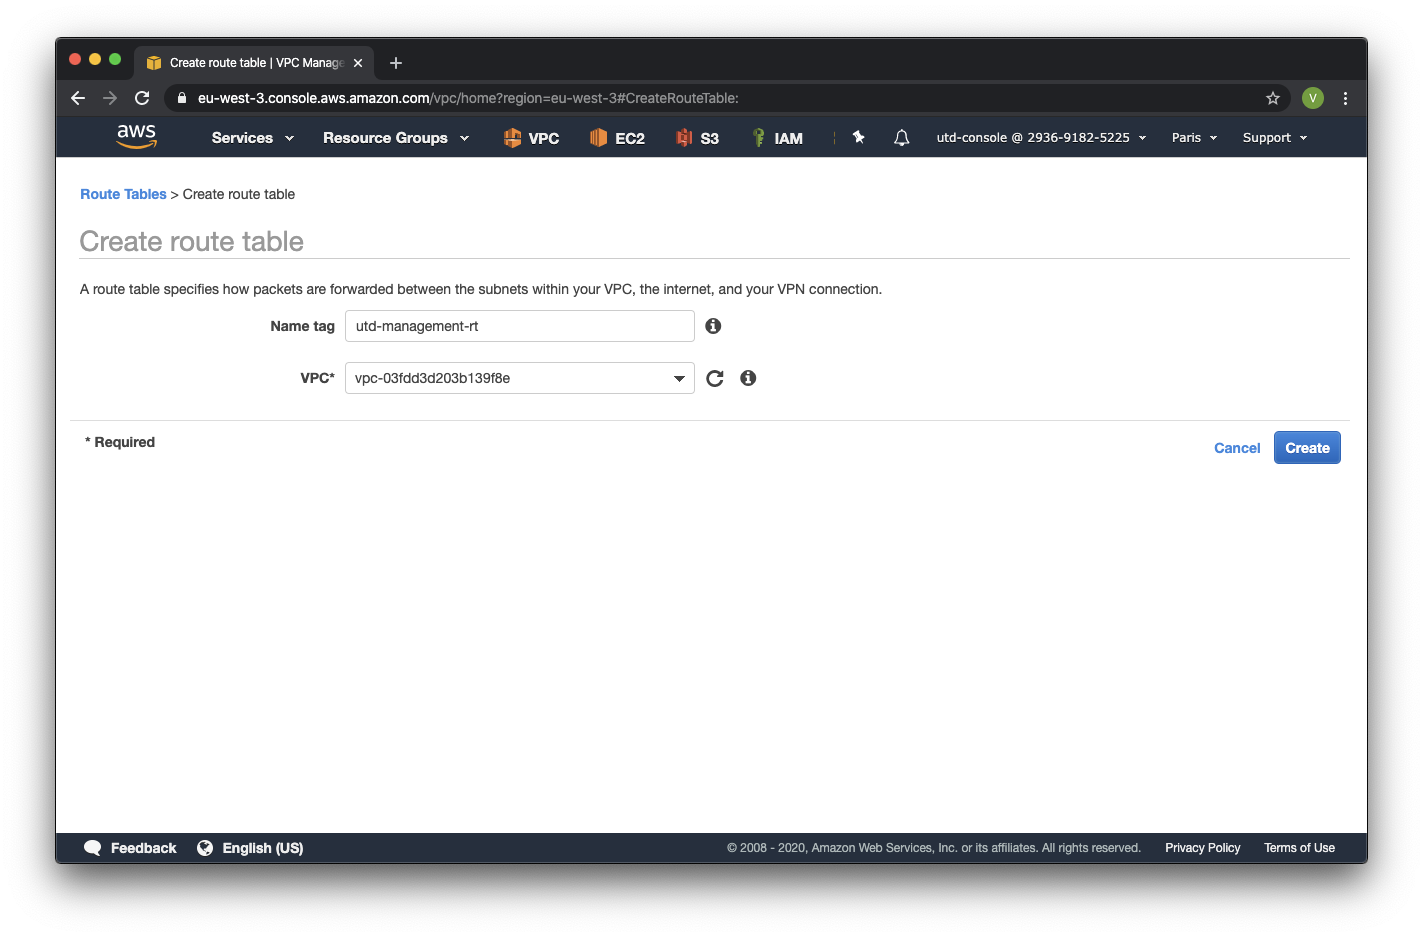 Create route table | VPC Manage
eu-west-3.console.aws.amazon.com/vpc/home?region=eu-west-3#CreateRouteTable:
V
aws Services Resource Groups VPC EC2 S3 IAM utd-console @ 2936-9182-5225 Paris Support
Route Tables > Create route table
Create route table
A route table specifies how packets are forwarded between the subnets within your VPC, the internet, and your VPN connection.
Name tag utd-management-rt
VPC* vpc-03fdd3d203b139f8e
* Required
Cancel Create
Feedback English (US) © 2008 - 2020, Amazon Web Services, Inc. or its affiliates. All rights reserved. Privacy Policy Terms of Use